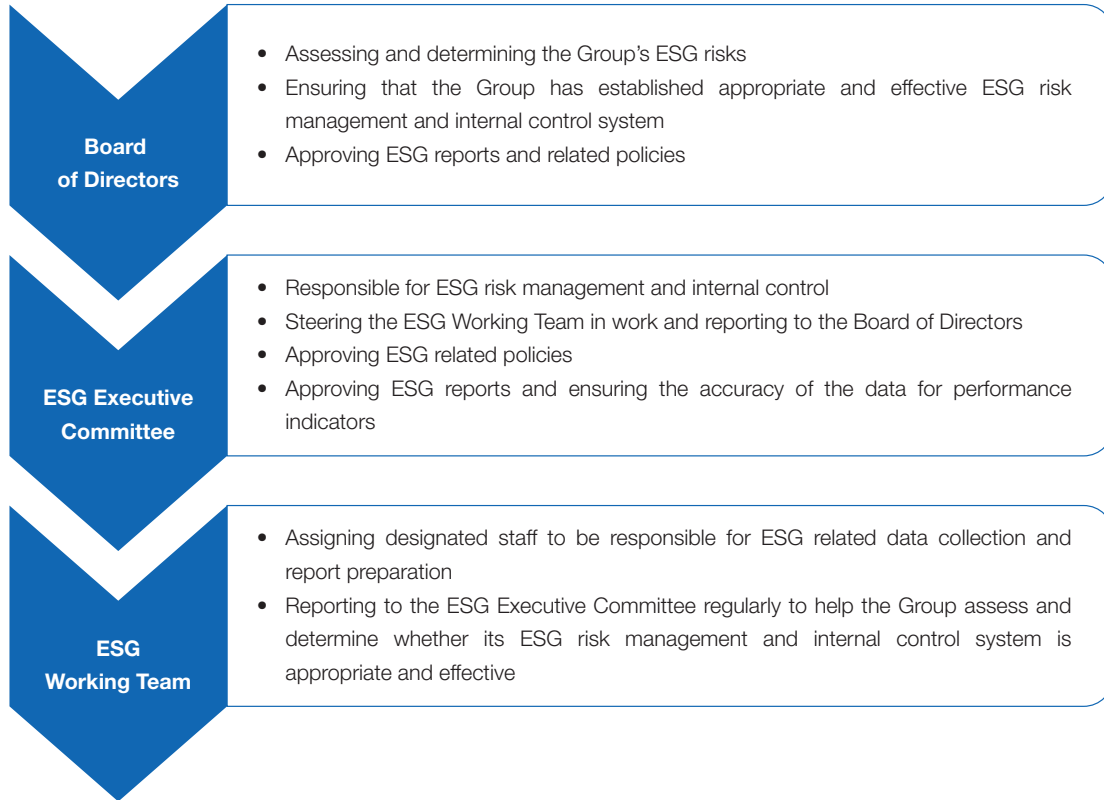 Board
of Directors
• Assessing and determining the Group's ESG risks
• Ensuring that the Group has established appropriate and effective ESG risk
management and internal control system
• Approving ESG reports and related policies
ESG Executive
Committee
• Responsible for ESG risk management and internal control
• Steering the ESG Working Team in work and reporting to the Board of Directors
• Approving ESG related policies
• Approving ESG reports and ensuring the accuracy of the data for performance
indicators
ESG
Working Team
• Assigning designated staff to be responsible for ESG related data collection and
report preparation
• Reporting to the ESG Executive Committee regularly to help the Group assess and
determine whether its ESG risk management and internal control system is
appropriate and effective